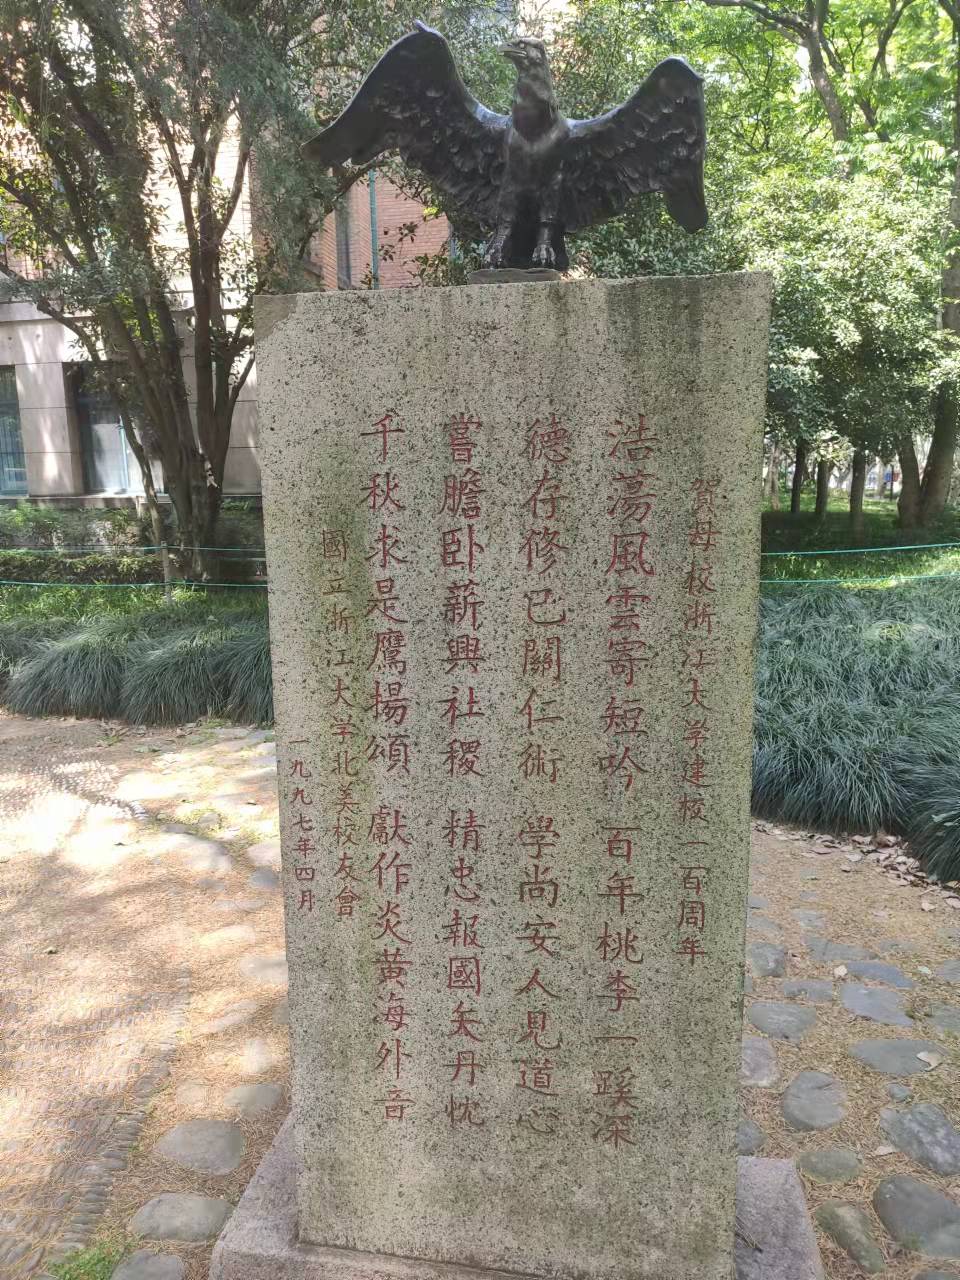 賀母校浙江大学建校一百周年
浩蕩風雲寄短吟 百年桃李一蹊深
德存修己關仁術 學尚安人見道心
嘗膽卧薪興社稷 精忠報國矢丹忱
千秋求是鷹揚頌 獻作炎黃海外音
國立浙江大学北美校友會
一九九七年四月